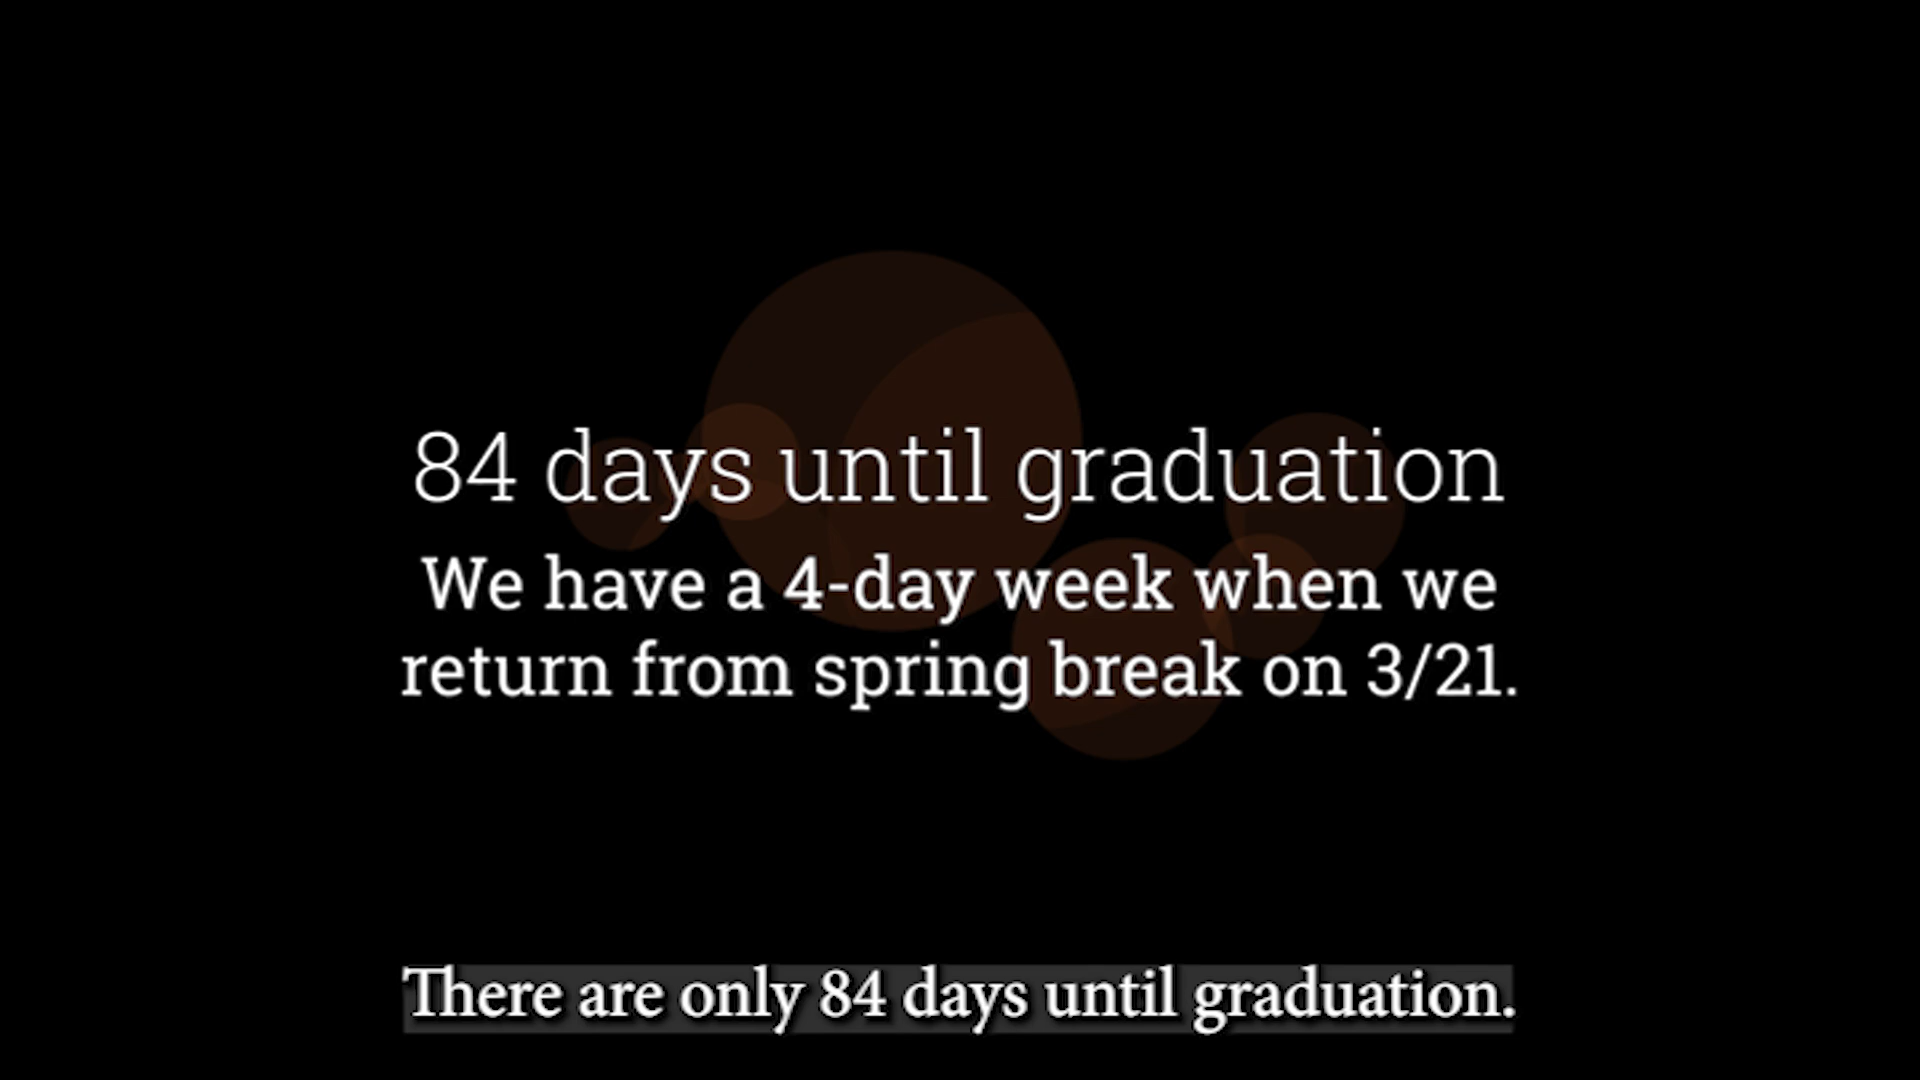 84 days until graduation
We have a 4-day week when we
return from spring break on 3/21.
There are only 84 days until graduation.